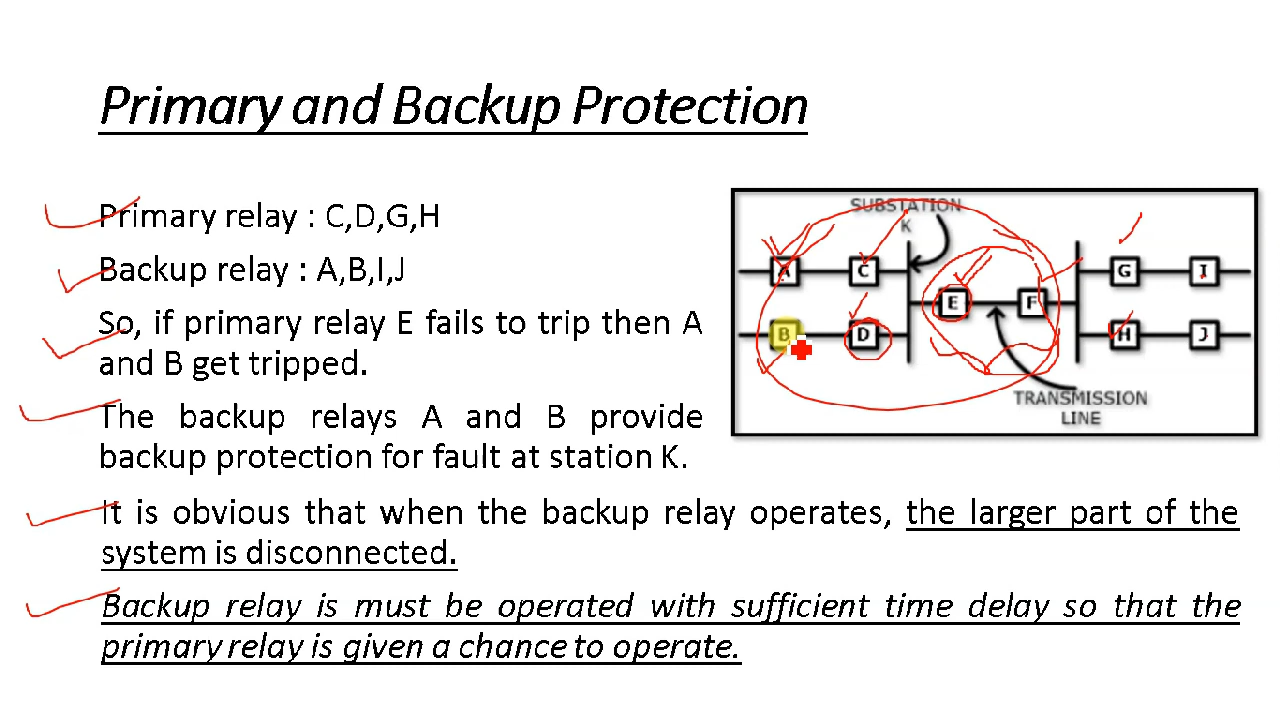 Primary and Backup Protection
Primary relay : C,D,G,H
Backup relay : A,B,I,J
So, if primary relay E fails to trip then A
and B get tripped.
The backup relays A and B provide
backup protection for fault at station K.
It is obvious that when the backup relay operates, the larger part of the
system is disconnected.
Backup relay is must be operated with sufficient time delay so that the
primary relay is given a chance to operate.
SUBSTATION
K
A C G I
E F
B D H J
TRANSMISSION
LINE